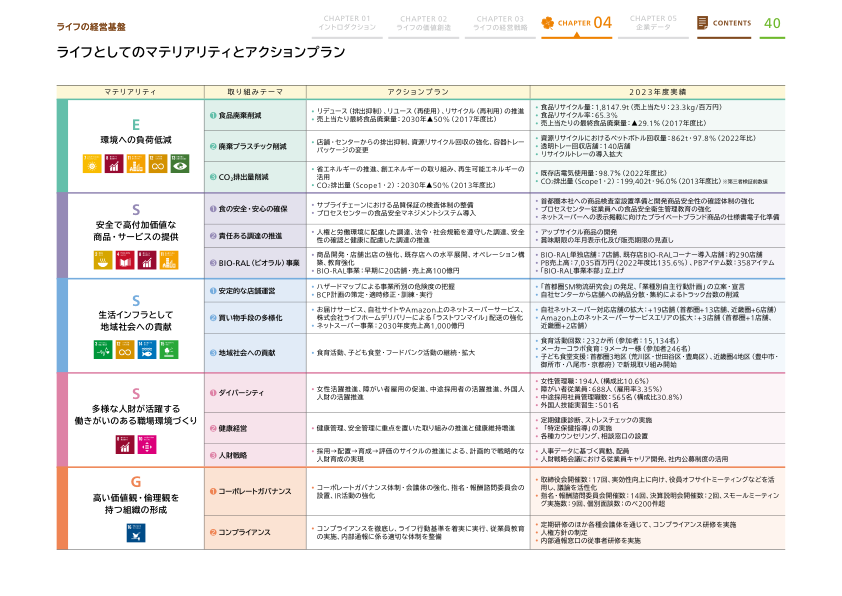 ライフの経営基盤
CHAPTER 01
イントロダクション
CHAPTER 02
ライフの価値創造
CHAPTER 03
ライフの経営戦略
CHAPTER 04
CHAPTER 05
企業データ
CONTENTS
40
ライフとしてのマテリアリティとアクションプラン
マテリアリティ 取り組みテーマ アクションプラン 2023年度実績
E
環境への負荷低減
❶ 食品廃棄削減
・リデュース（排出抑制）、リユース（再使用）、リサイクル（再利用）の推進
・売上当たり最終食品廃棄量：2030年▲50%（2017年度比）
・食品リサイクル量：1,8147.9t（売上当たり：23.3kg/百万円）
・食品リサイクル率：65.3%
・売上当たりの最終食品廃棄量：▲29.1%（2017年度比）
❷ 廃棄プラスチック削減
・店舗・センターからの排出抑制、資源リサイクル回収の強化、容器トレー
パッケージの変更
・資源リサイクルにおけるペットボトル回収量：862t・97.8%（2022年比）
・透明トレー回収店舗：140店舗
・リサイクルトレーの導入拡大
❸ CO₂排出量削減
・省エネルギーの推進、創エネルギーの取り組み、再生可能エネルギーの
活用
・CO₂排出量（Scope1・2）：2030年▲50%（2013年度比）
・既存店電気使用量：98.7%（2022年度比）
・CO₂排出量（Scope1・2）：199,402t・96.0%（2013年度比）※第三者検証前数値
S
安全で高付加価値な
商品・サービスの提供
❶ 食の安全・安心の確保
・サプライチェーンにおける品質保証の検査体制の整備
・プロセスセンターの食品安全マネジメントシステム導入
・首都圏本社への商品検査室設置準備と開発商品安全性の確認体制強化
・プロセスセンター従業員への食品安全衛生管理教育の強化
・ネットスーパーへの表示掲載に向けたプライベートブランド商品の仕様書電子化準備
❷ 責任ある調達の推進
・人権と労働環境に配慮した調達、法令・社会規範を遵守した調達、安全
性の確認と健康に配慮した調達の推進
・アップサイクル商品の開発
・賞味期限の年月表示化及び販売期限の見直し
❸ BIO-RAL（ビオラル）事業
・商品開発・店舗出店の強化、既存店への水平展開、オペレーション構
築、教育強化
・BIO-RAL事業：早期に20店舗・売上高100億円
・BIO-RAL単独店舗：7店舗、既存店BIO-RALコーナー導入店舗：約290店舗
・PB売上高：7,035百万円（2022年度比135.6%）、PBアイテム数：358アイテム
・「BIO-RAL事業本部」立上げ
S
生活インフラとして
地域社会への貢献
❶ 安定的な店舗運営
・ハザードマップによる事業所別の危険度の把握
・BCP計画の策定・適時修正・訓練・実行
・「首都圏SM物流研究会」の発足、「業種別自主行動計画」の立案・宣言
・自社センターから店舗への納品分散・集約によるトラック台数の削減
❷ 買い物手段の多様化
・お届けサービス、自社サイトやAmazon上のネットスーパーサービス、
株式会社ライフホームデリバリーによる「ラストワンマイル」配送の強化
・ネットスーパー事業：2030年度売上高1,000億円
・自社ネットスーパー対応店舗の拡大：+19店舗（首都圏+13店舗、近畿圏+6店舗）
・Amazon上のネットスーパーサービスエリアの拡大：+3店舗（首都圏+1店舗、
近畿圏+2店舗）
❸ 地域社会への貢献
・食育活動、子ども食堂・フードバンク活動の継続・拡大
・食育活動回数：232か所（参加者：15,134名）
・メーカーコラボ食育：9メーカー様（参加者246名）
・子ども食堂支援：首都圏3地区（荒川区・世田谷区・豊島区）、近畿圏4地区（豊中市・
御所市・八尾市・京都府）で新規取り組み開始
S
多様な人財が活躍する
働きがいのある職場環境づくり
❶ ダイバーシティ
・女性活躍推進、障がい者雇用の促進、中途採用者の活躍推進、外国人
人財の活躍推進
・女性管理職：194人（構成比10.6%）
・障がい者従業員：688人（雇用率3.35%）
・中途採用社員管理職数：565名（構成比30.8%）
・外国人技能実習生：501名
❷ 健康経営
・健康管理、安全管理に重点を置いた取り組みの推進と健康維持増進
・定期健康診断、ストレスチェックの実施
・「特定保健指導」の実施
・各種カウンセリング、相談窓口の設置
❸ 人財戦略
・採用→配置→育成→評価のサイクルの推進による、計画的で戦略的な
人財育成の実現
・人事データに基づく異動、配員
・人財戦略会議における従業員キャリア開発、社内公募制度の活用
G
高い価値観・倫理観を
持つ組織の形成
❶ コーポレートガバナンス
・コーポレートガバナンス体制・会議体の強化、指名・報酬諮問委員会の
設置、IR活動の強化
・取締役会開催数：17回、実効性向上に向け、役員オフサイトミーティングなどを活
用し、議論を活性化
・指名・報酬諮問委員会開催数：14回、決算説明会開催数：2回、スモールミーティン
グ実施数：9回、個別面談数：のべ200件超
❷ コンプライアンス
・コンプライアンスを徹底し、ライフ行動基準を着実に実行、従業員教育
の実施、内部通報に係る適切な体制を整備
・定期研修のほか各種会議体を通じて、コンプライアンス研修を実施
・人権方針の制定
・内部通報窓口の従事者研修を実施